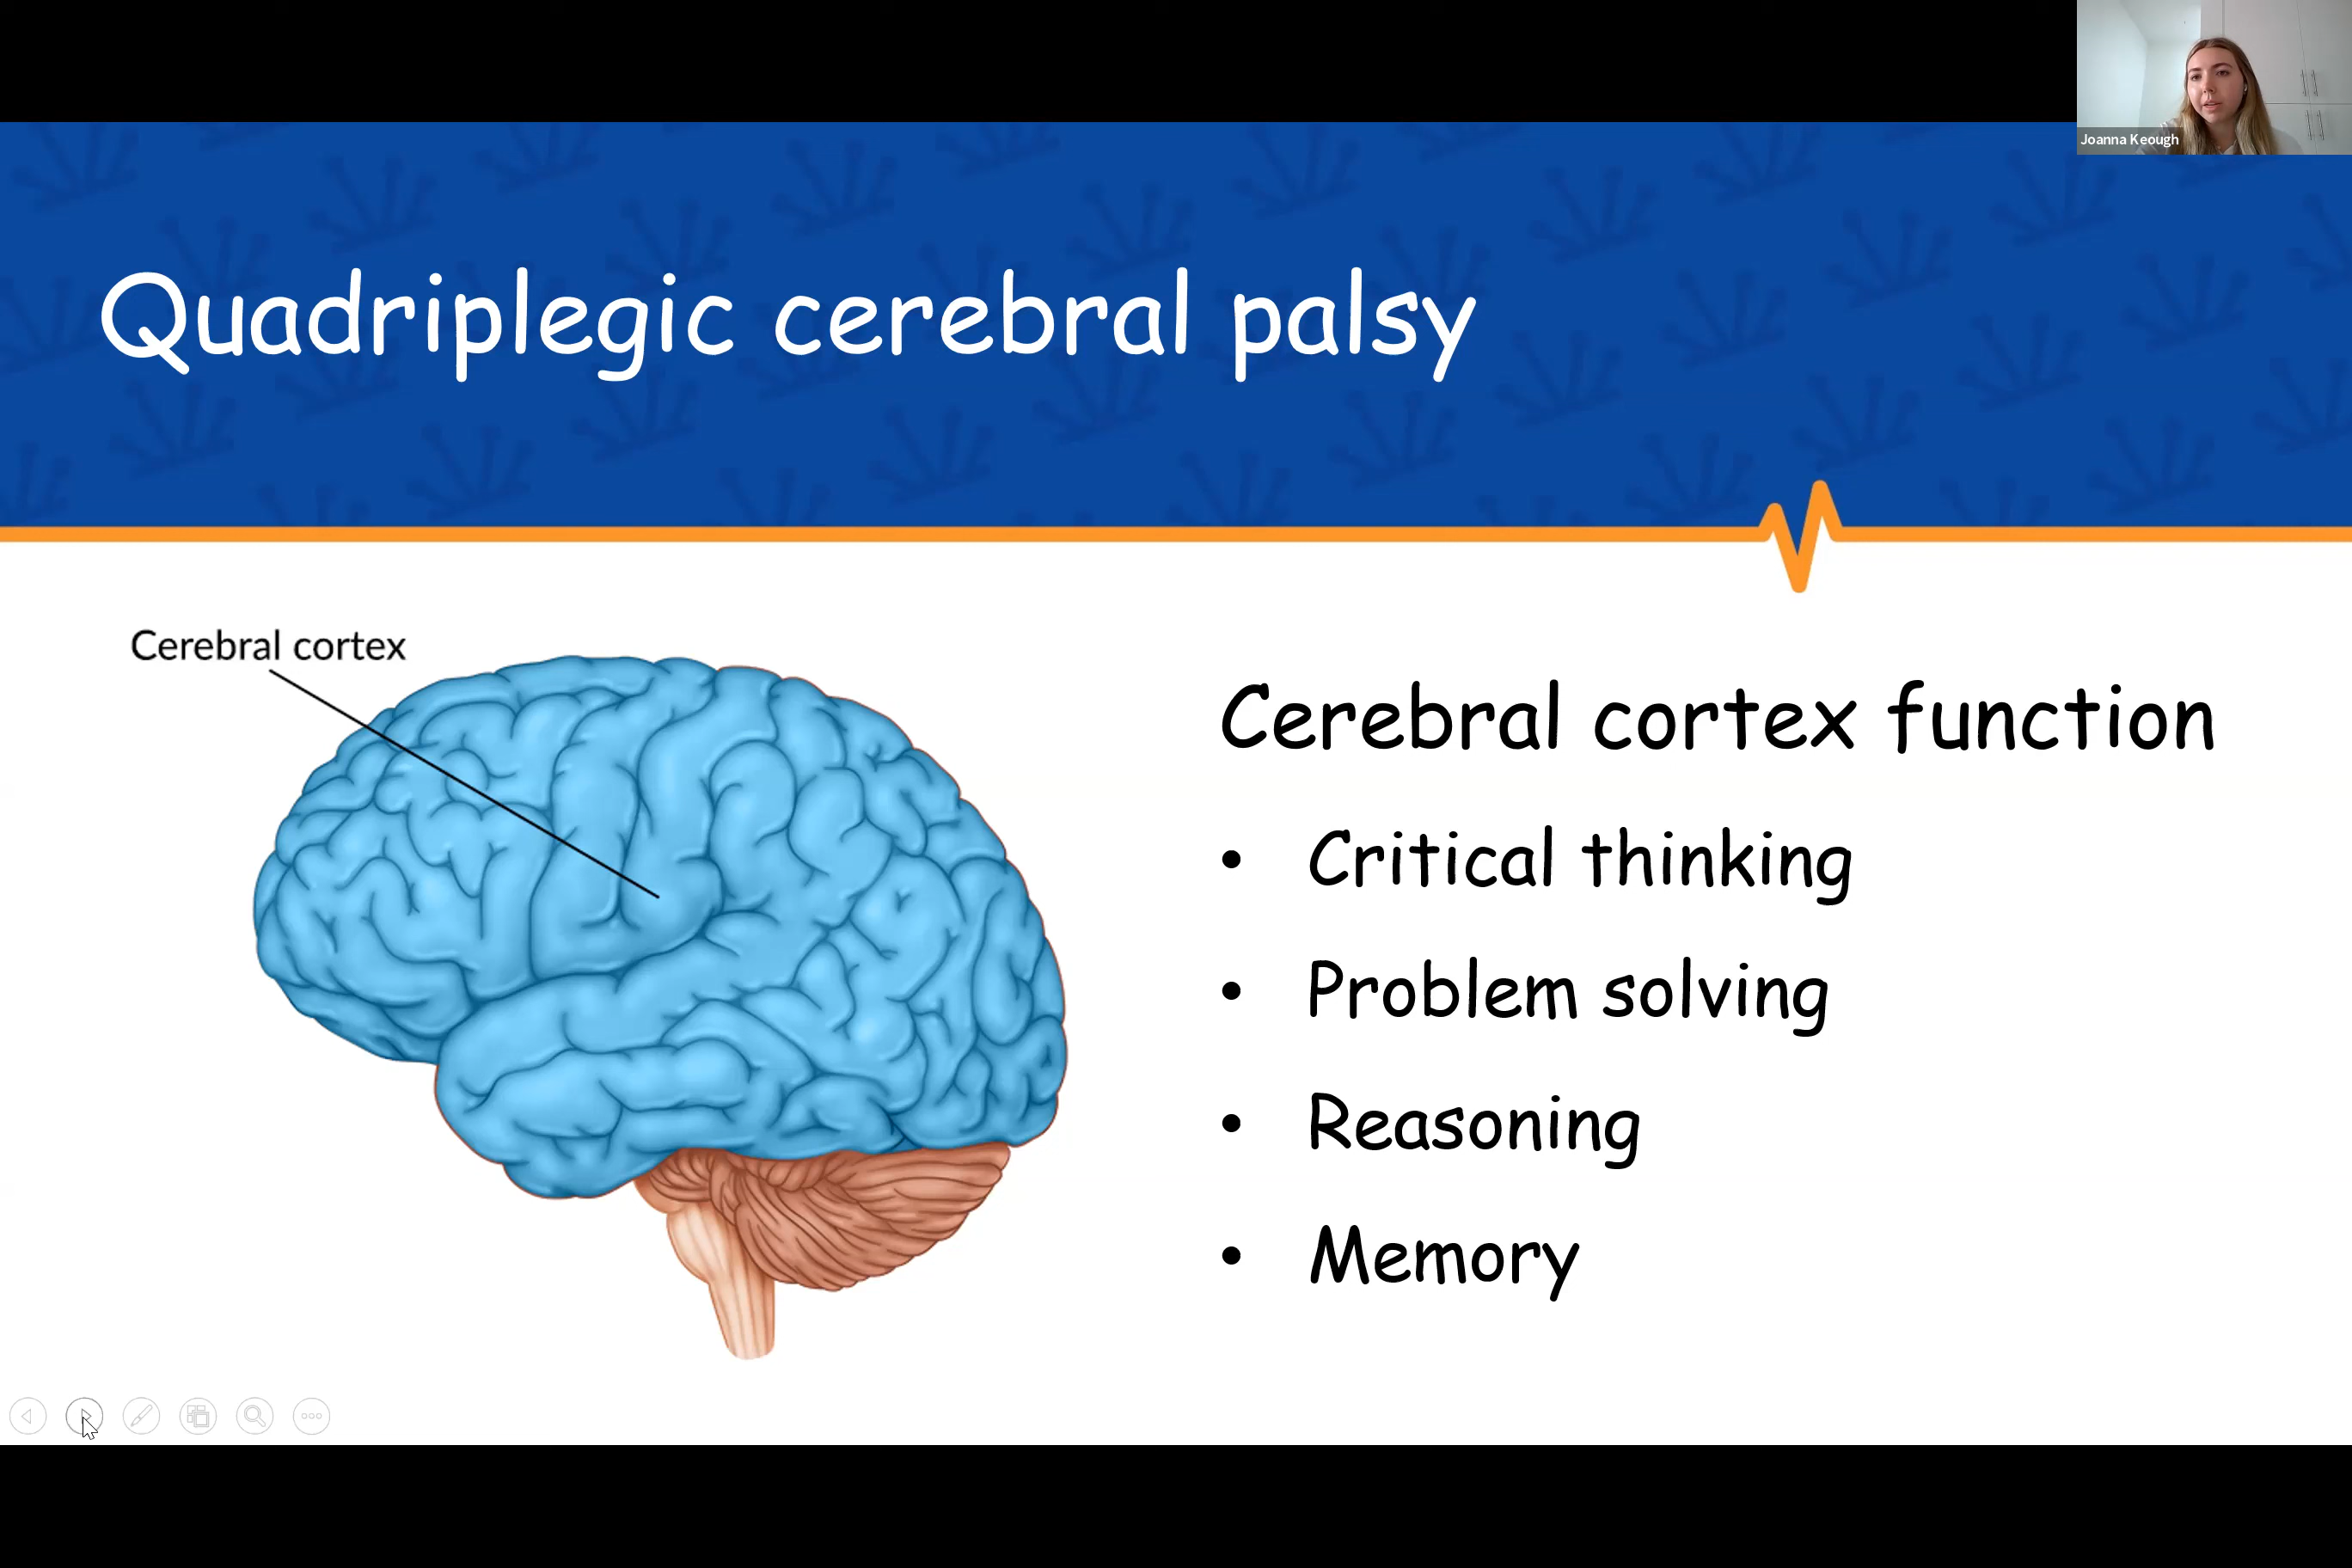 Joanna Keough
Quadriplegic cerebral palsy
Cerebral cortex
Cerebral cortex function
• Critical thinking
• Problem solving
• Reasoning
• Memory